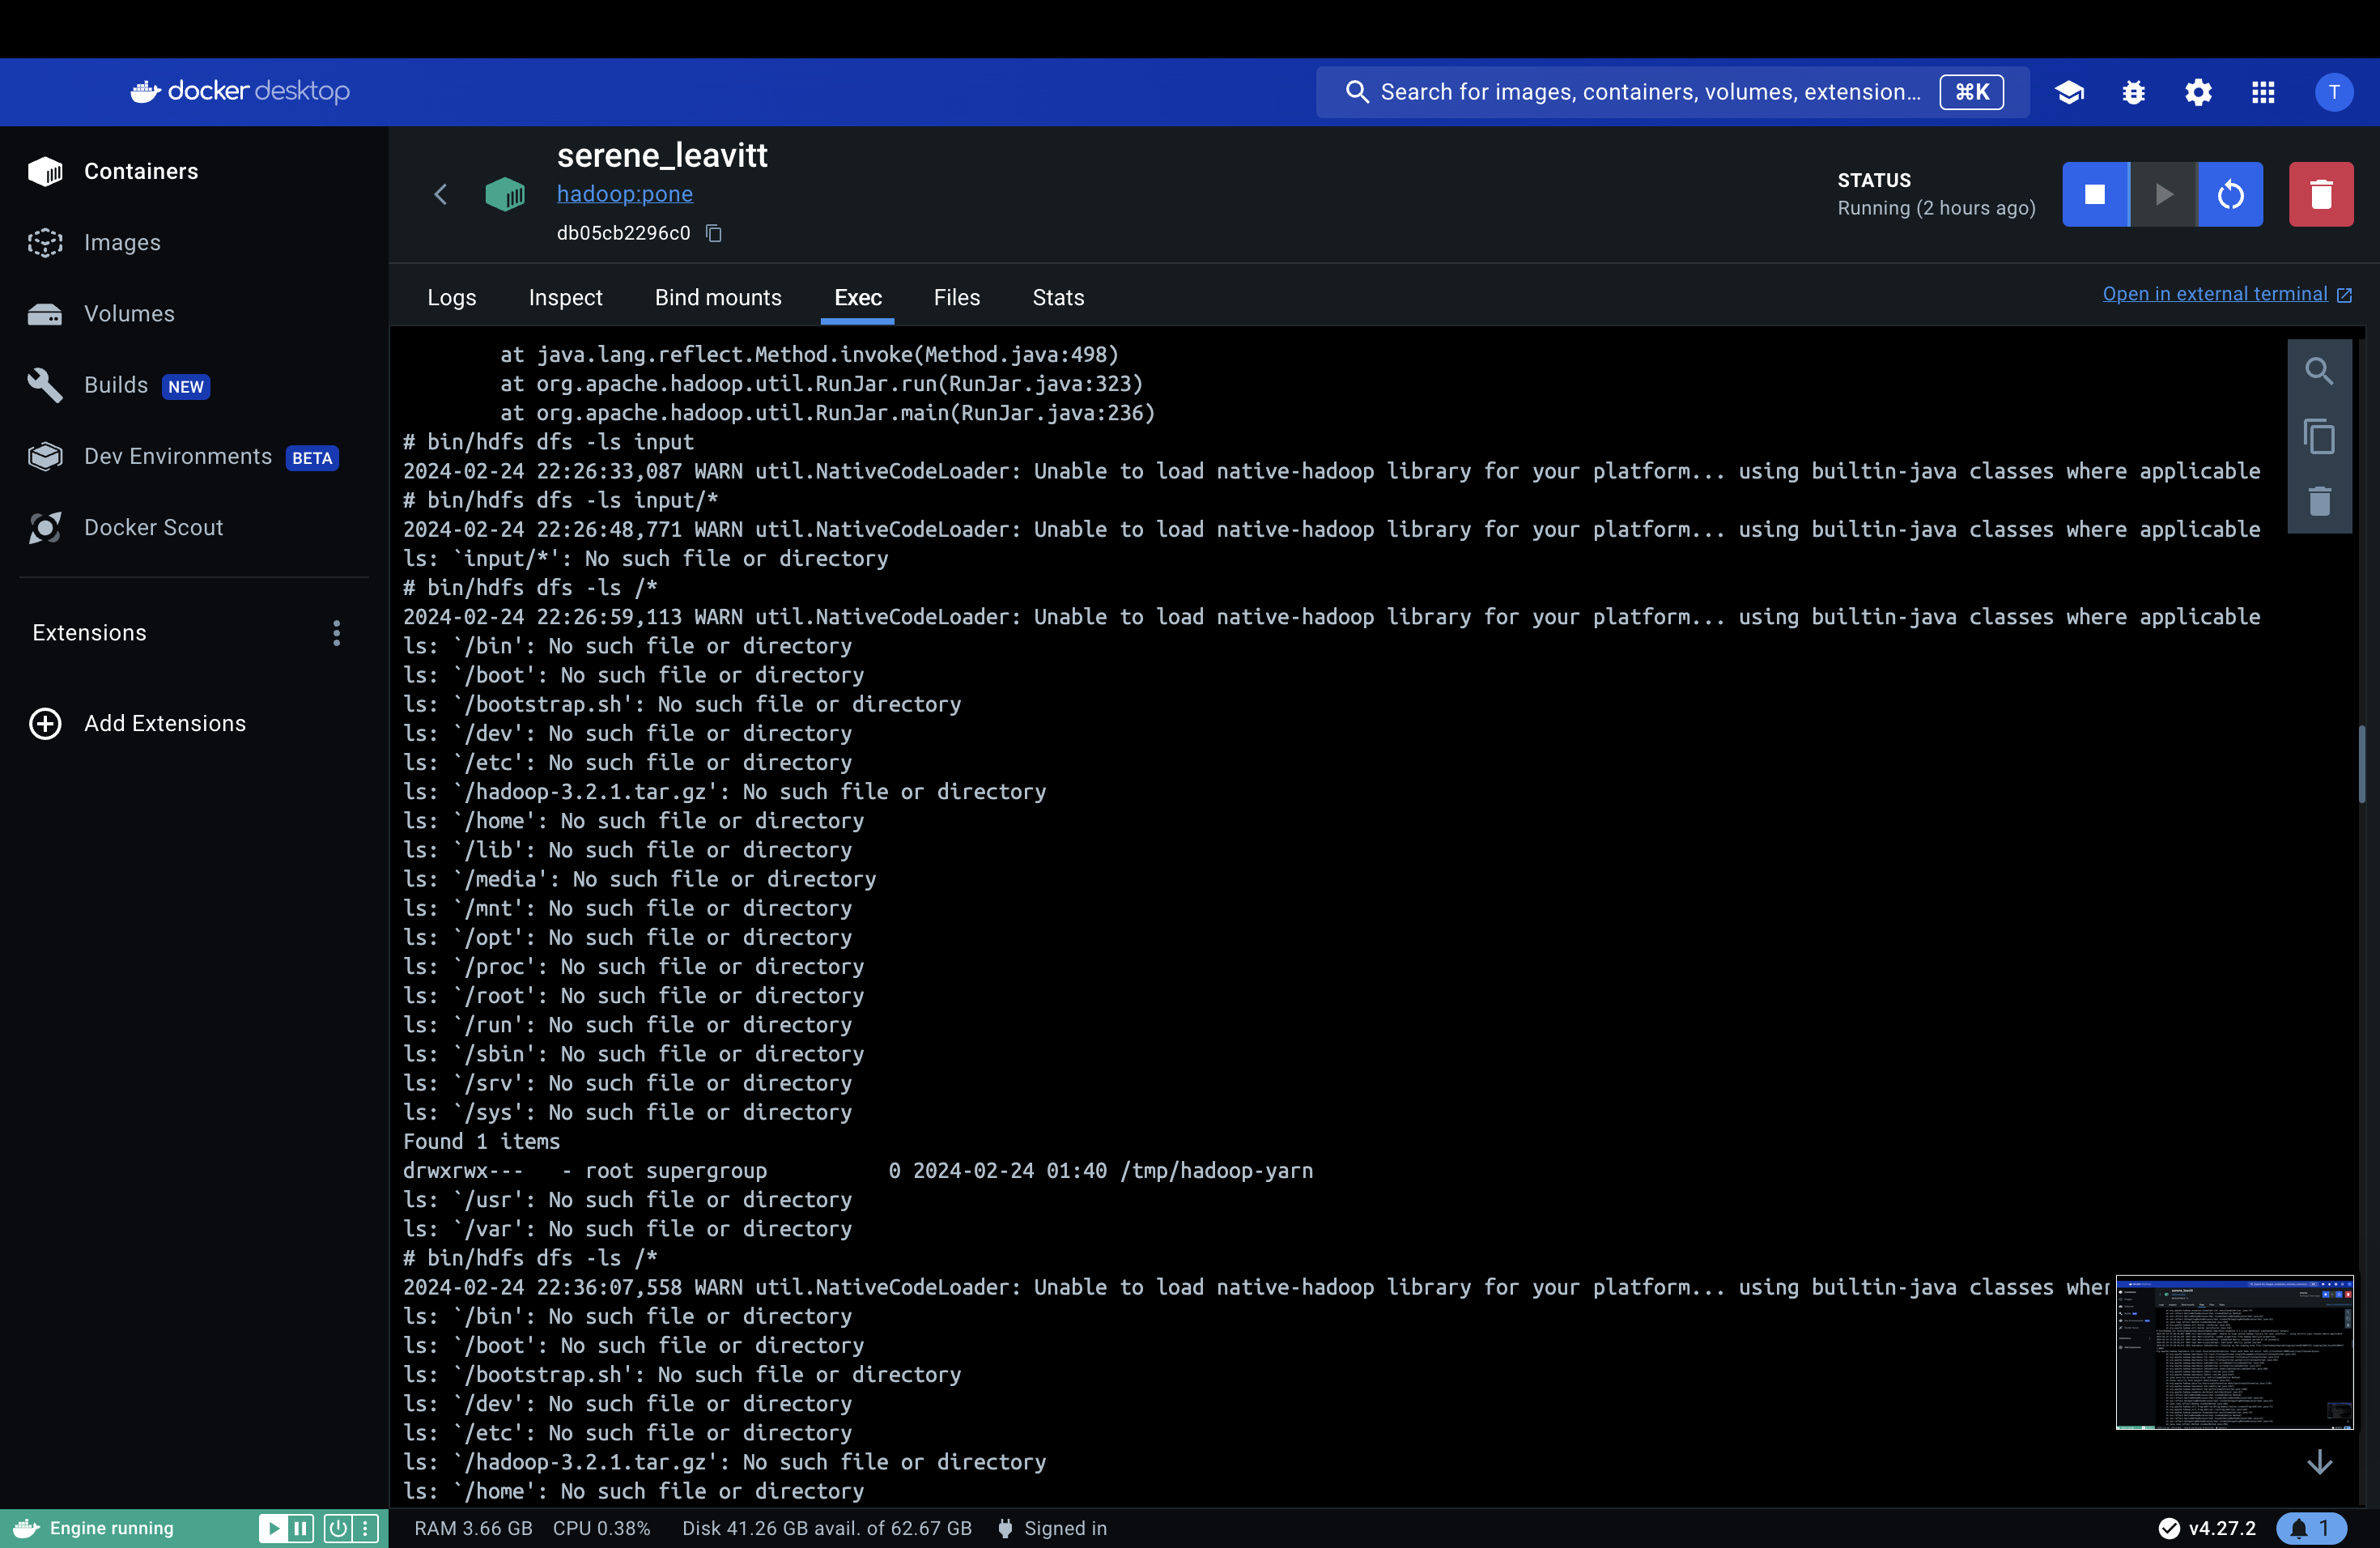 docker desktop
Search for images, containers, volumes, extension... ⌘K
T
Containers
Images
Volumes
Builds NEW
Dev Environments BETA
Docker Scout
Extensions
Add Extensions
serene_leavitt
hadoop:pone
db05cb2296c0
STATUS
Running (2 hours ago)
Logs Inspect Bind mounts Exec Files Stats
Open in external terminal
at java.lang.reflect.Method.invoke(Method.java:498)
at org.apache.hadoop.util.RunJar.run(RunJar.java:323)
at org.apache.hadoop.util.RunJar.main(RunJar.java:236)
# bin/hdfs dfs -ls input
2024-02-24 22:26:33,087 WARN util.NativeCodeLoader: Unable to load native-hadoop library for your platform... using builtin-java classes where applicable
# bin/hdfs dfs -ls input/*
2024-02-24 22:26:48,771 WARN util.NativeCodeLoader: Unable to load native-hadoop library for your platform... using builtin-java classes where applicable
ls: `input/*': No such file or directory
# bin/hdfs dfs -ls /*
2024-02-24 22:26:59,113 WARN util.NativeCodeLoader: Unable to load native-hadoop library for your platform... using builtin-java classes where applicable
ls: `/bin': No such file or directory
ls: `/boot': No such file or directory
ls: `/bootstrap.sh': No such file or directory
ls: `/dev': No such file or directory
ls: `/etc': No such file or directory
ls: `/hadoop-3.2.1.tar.gz': No such file or directory
ls: `/home': No such file or directory
ls: `/lib': No such file or directory
ls: `/media': No such file or directory
ls: `/mnt': No such file or directory
ls: `/opt': No such file or directory
ls: `/proc': No such file or directory
ls: `/root': No such file or directory
ls: `/run': No such file or directory
ls: `/sbin': No such file or directory
ls: `/srv': No such file or directory
ls: `/sys': No such file or directory
Found 1 items
drwxrwx---   - root supergroup          0 2024-02-24 01:40 /tmp/hadoop-yarn
ls: `/usr': No such file or directory
ls: `/var': No such file or directory
# bin/hdfs dfs -ls /*
2024-02-24 22:36:07,558 WARN util.NativeCodeLoader: Unable to load native-hadoop library for your platform... using builtin-java classes wher
ls: `/bin': No such file or directory
ls: `/boot': No such file or directory
ls: `/bootstrap.sh': No such file or directory
ls: `/dev': No such file or directory
ls: `/etc': No such file or directory
ls: `/hadoop-3.2.1.tar.gz': No such file or directory
ls: `/home': No such file or directory
Engine running
RAM 3.66 GB CPU 0.38% Disk 41.26 GB avail. of 62.67 GB Signed in
v4.27.2
1